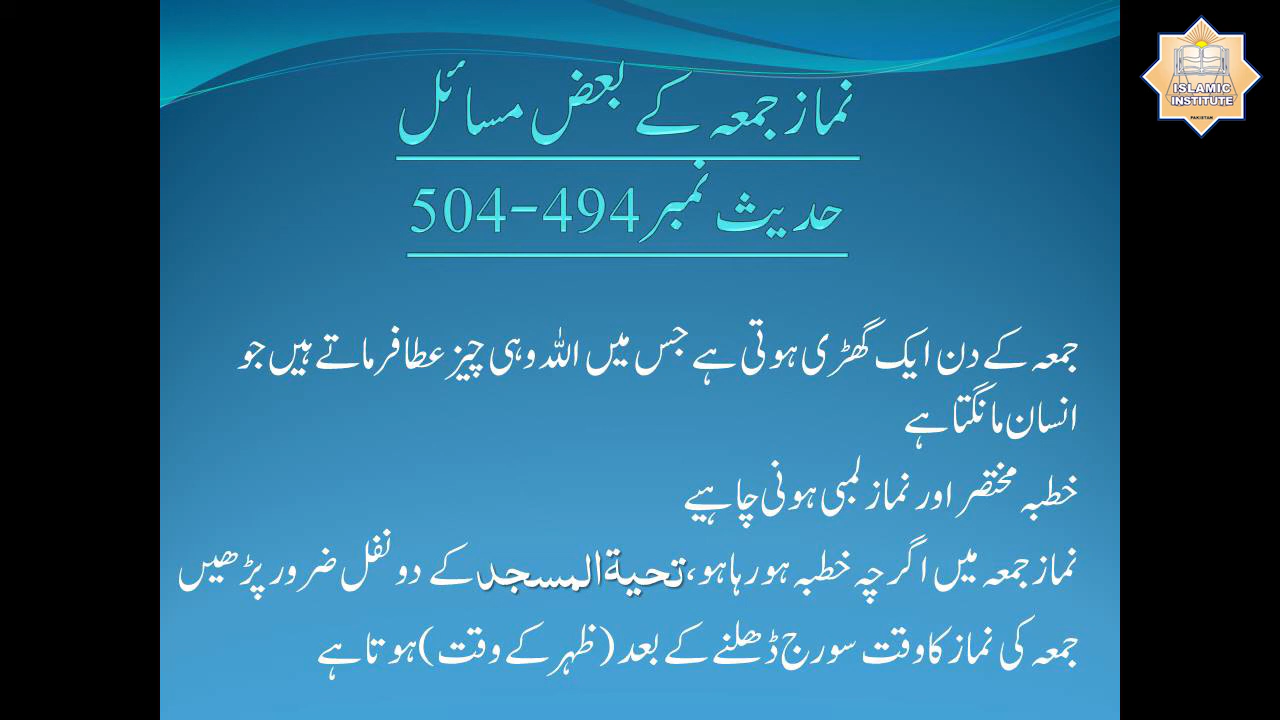 نماز جمعہ کے بعض مسائل
حدیث نمبر 494-504
جمعہ کے دن ایک گھڑی ہوتی ہے جس میں اللہ وہی چیز عطا فرماتے ہیں جو
انسان مانگتا ہے
خطبہ مختصر اور نماز لمبی ہونی چاہیے
نماز جمعہ میں اگرچہ خطبہ ہو رہا ہو، تحیة المسجد کے دو نفل ضرور پڑھیں
جمعہ کی نماز کا وقت سورج ڈھلنے کے بعد (ظہر کے وقت) ہوتا ہے
ISLAMIC
INSTITUTE
PAKISTAN